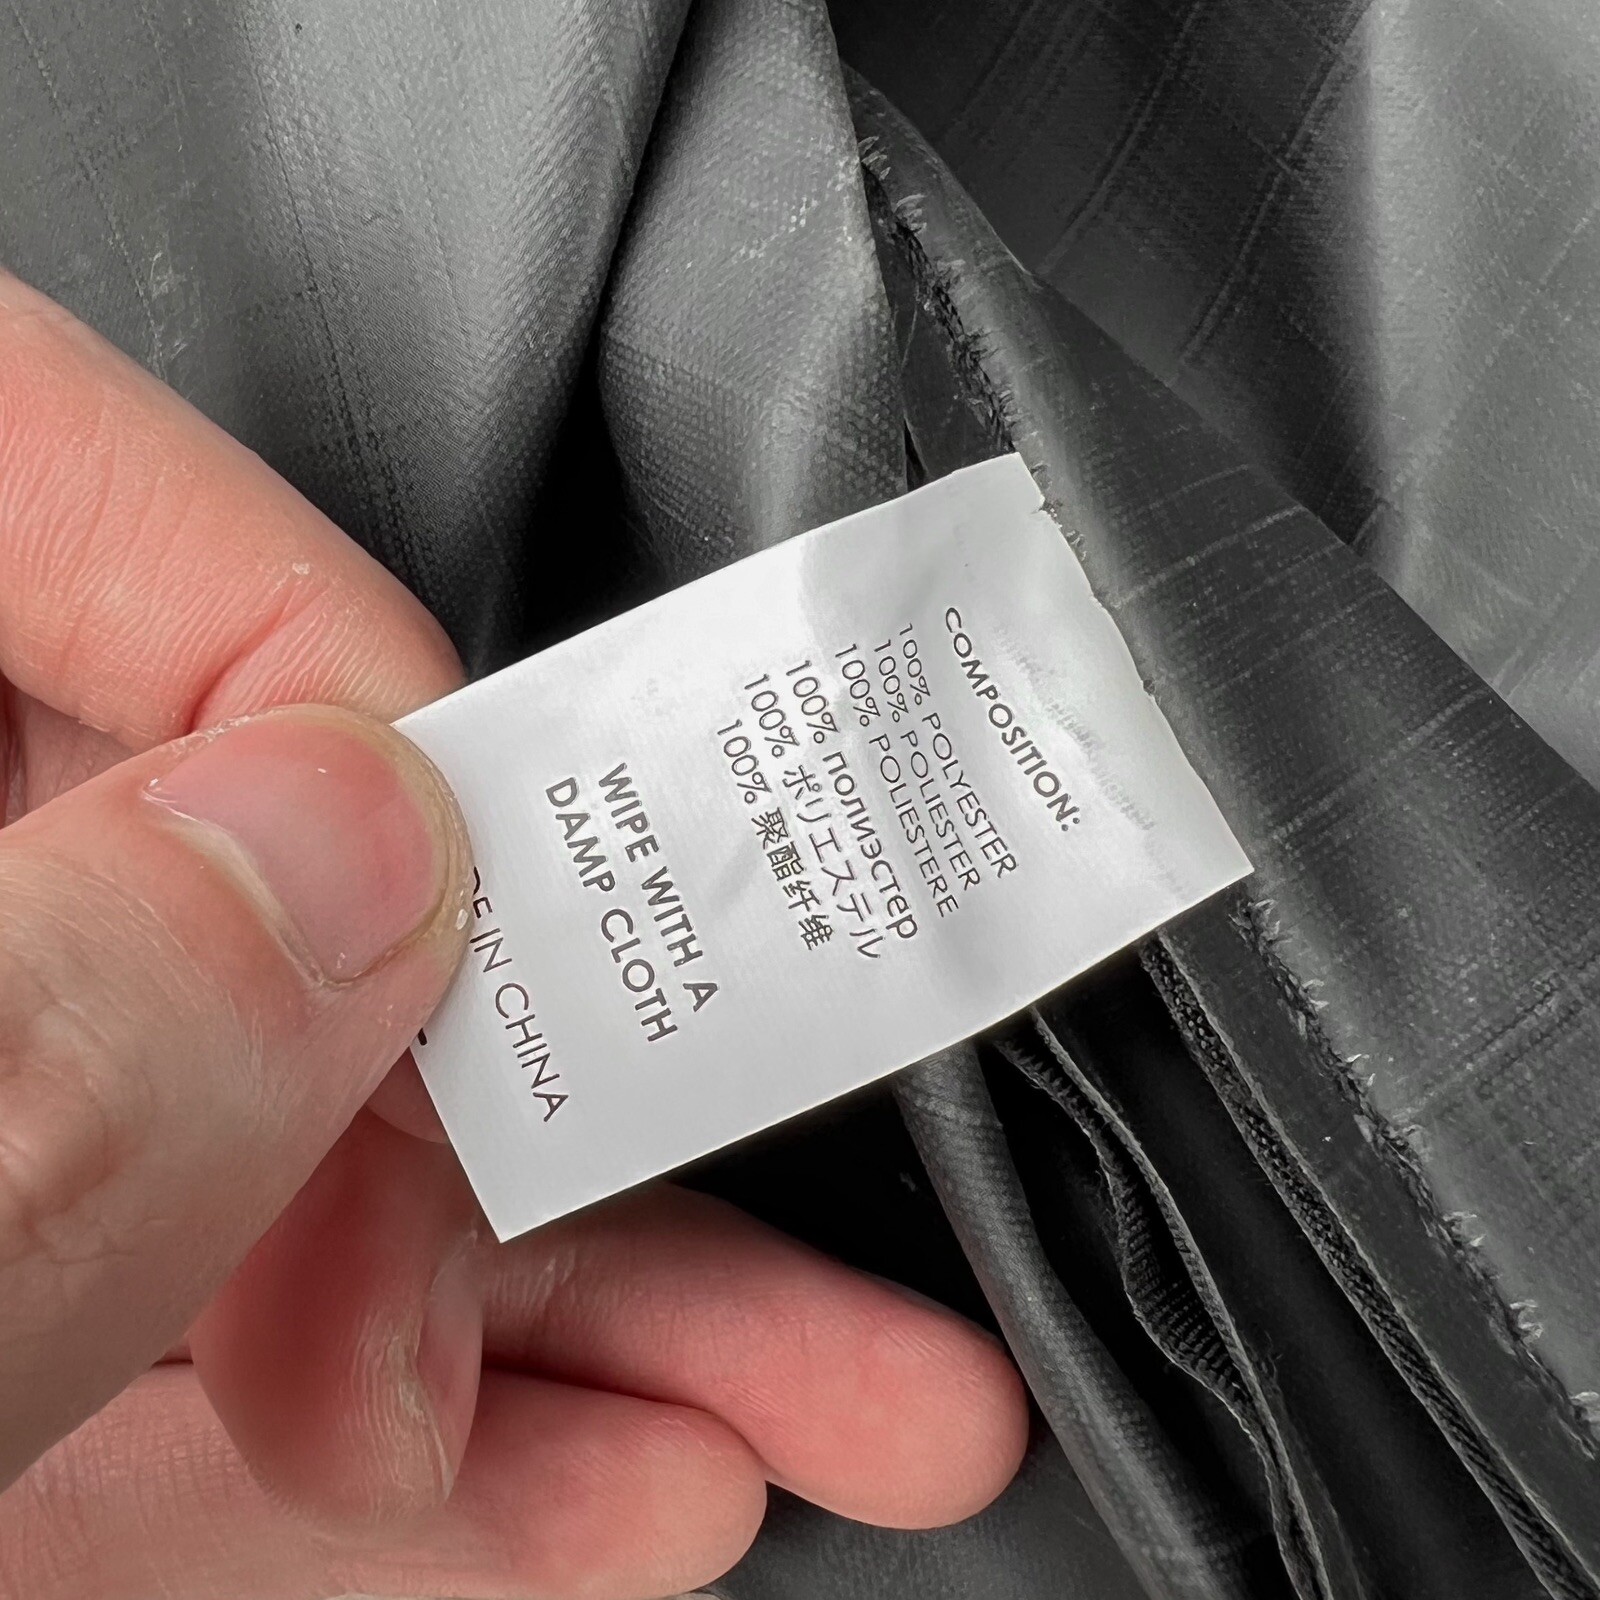 COMPOSITION:
100% POLYESTER
100% POLIESTER
100% POLIESTERE
100% полиэстер
100% ポリエステル
100% 聚酯纤维
WIPE WITH A
DAMP CLOTH
IN CHINA